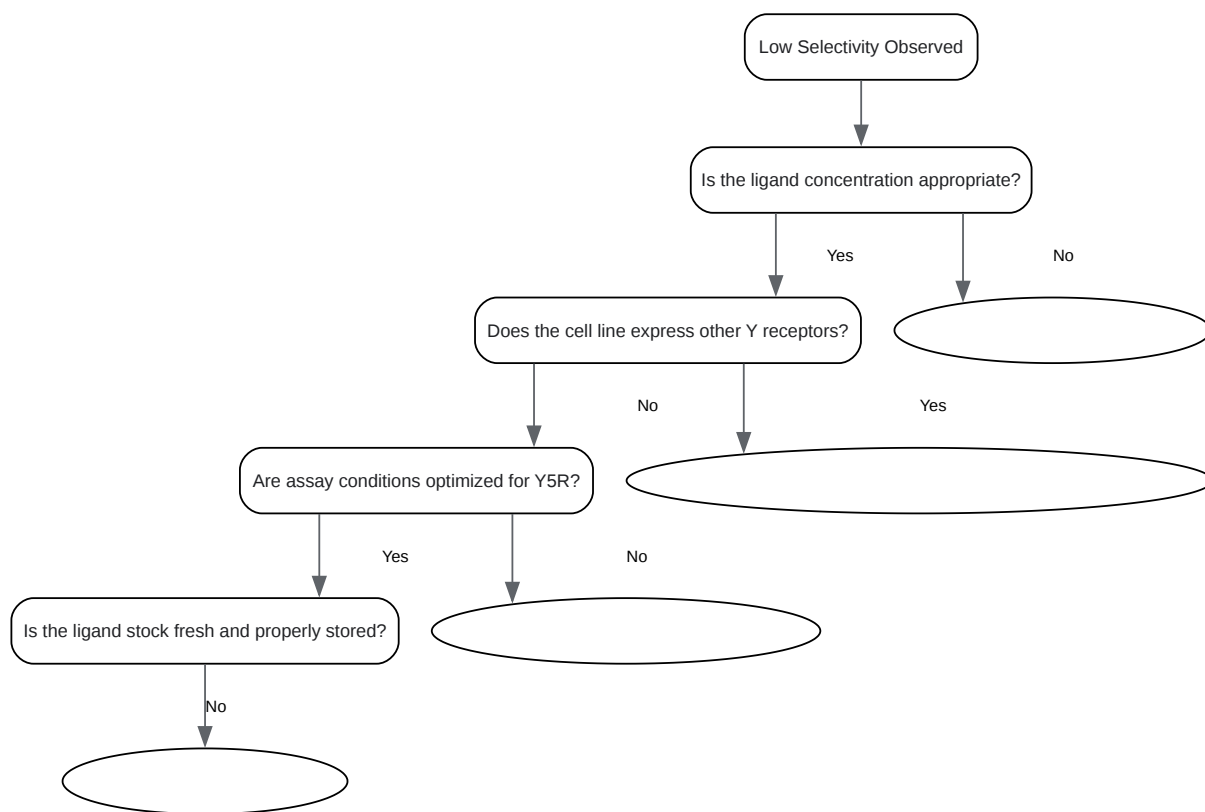 Low Selectivity Observed
Is the ligand concentration appropriate?
Yes
No
Does the cell line express other Y receptors?
No
Yes
Are assay conditions optimized for Y5R?
Yes
No
Is the ligand stock fresh and properly stored?
No